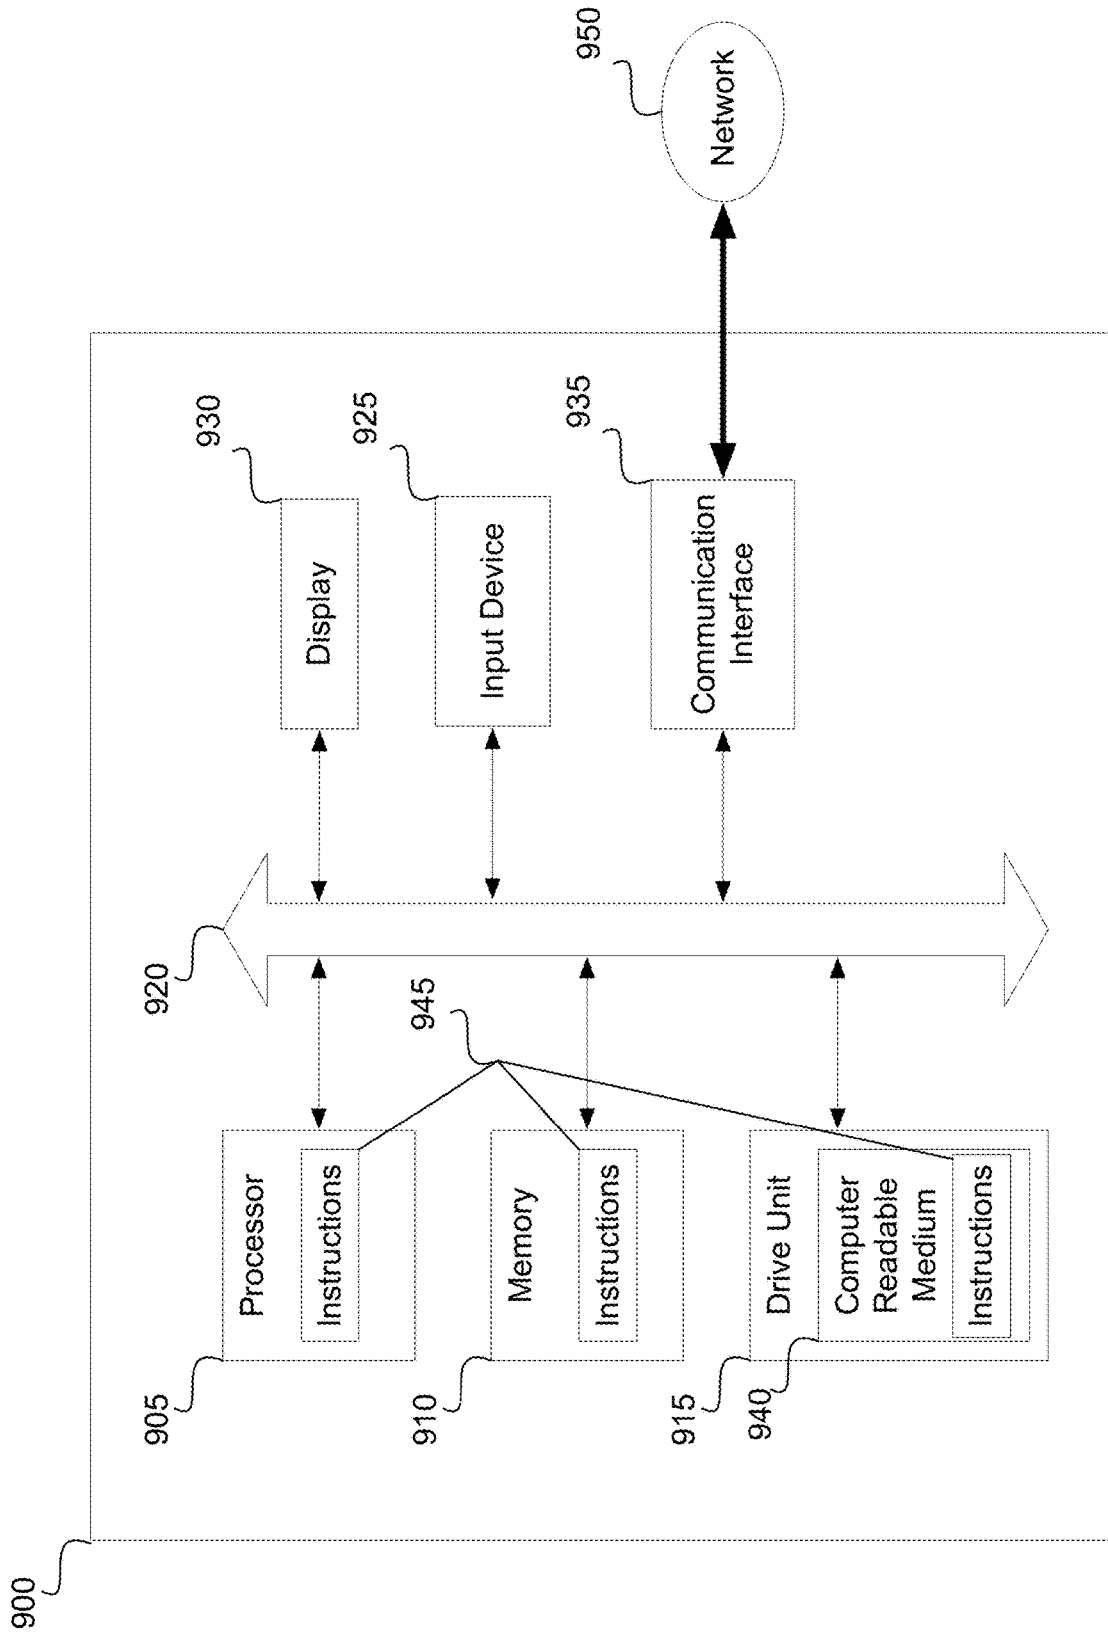 900
905
Processor
Instructions
910
Memory
Instructions
915
Drive Unit
940
Computer
Readable
Medium
Instructions
945
920
930
Display
925
Input Device
935
Communication
Interface
950
Network